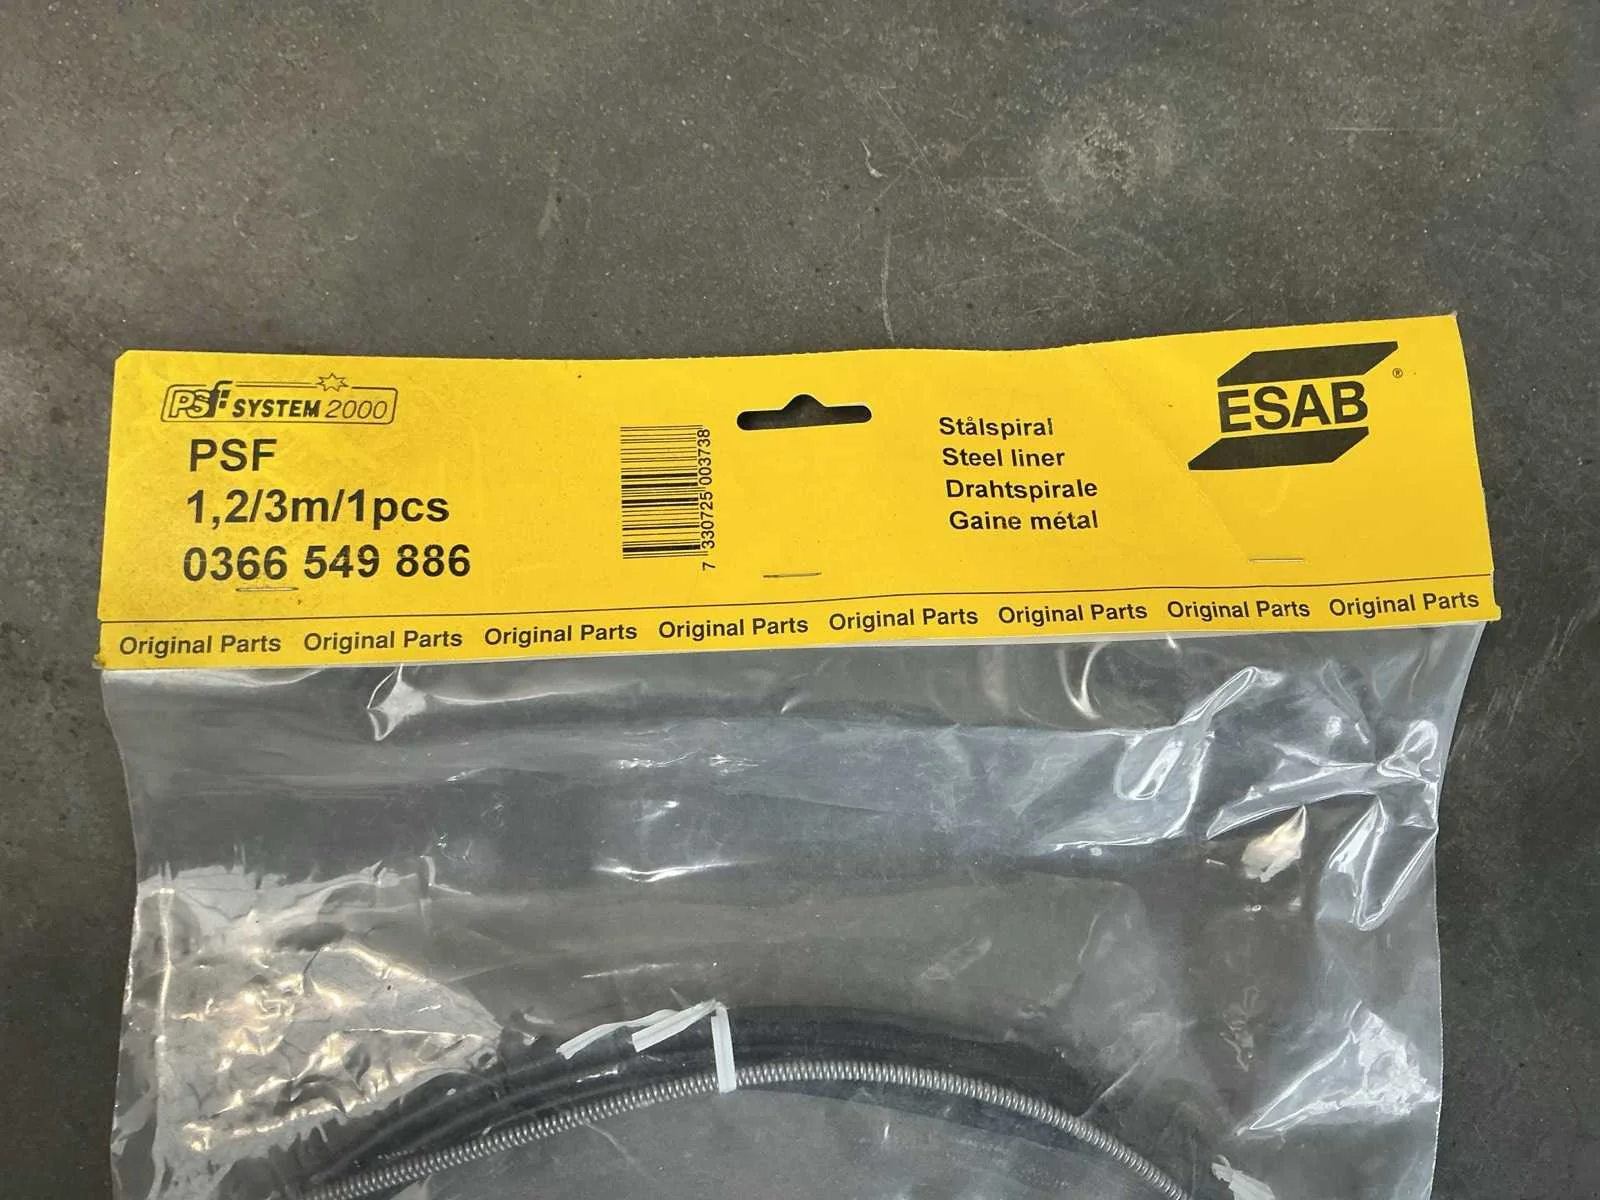 PSF SYSTEM 2000
PSF
1,2/3m/1pcs
0366 549 886
7 330725 003738
Stålspiral
Steel liner
Drahtspirale
Gaine métal
ESAB ®
Original Parts Original Parts Original Parts Original Parts Original Parts Original Parts Original Parts Original Parts